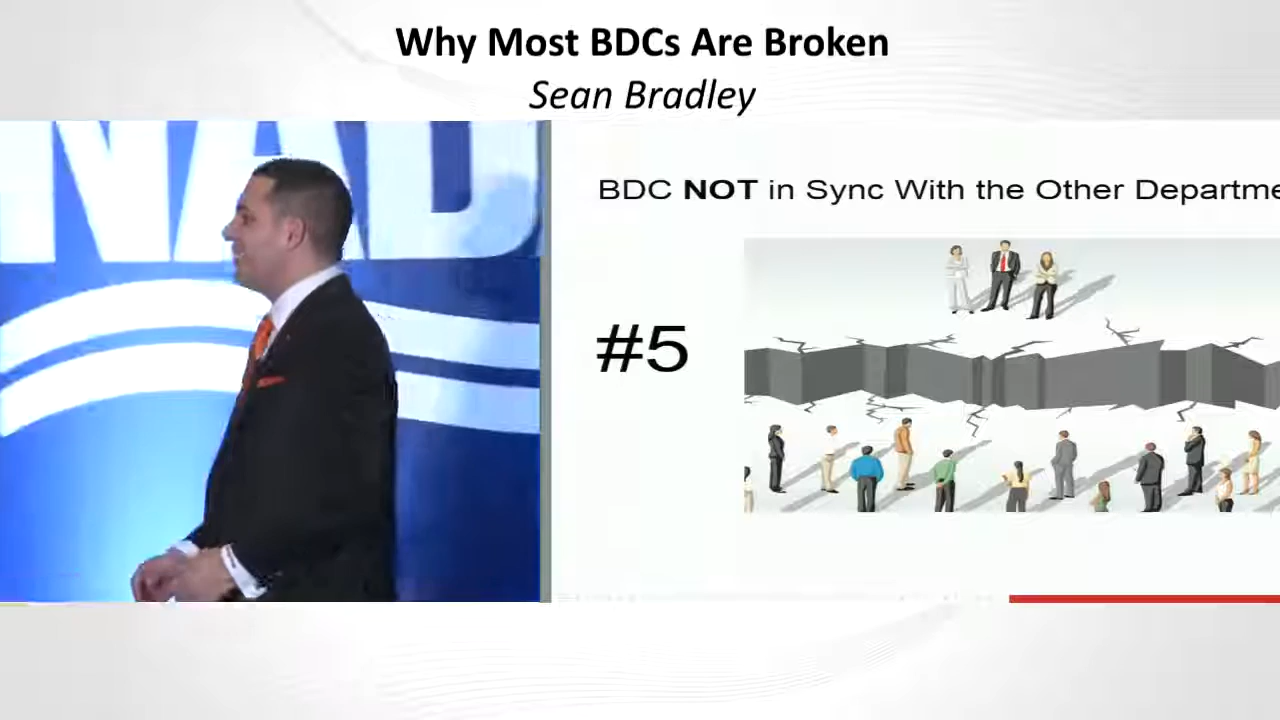 Why Most BDCs Are Broken
Sean Bradley
NAD
BDC NOT in Sync With the Other Departme
#5